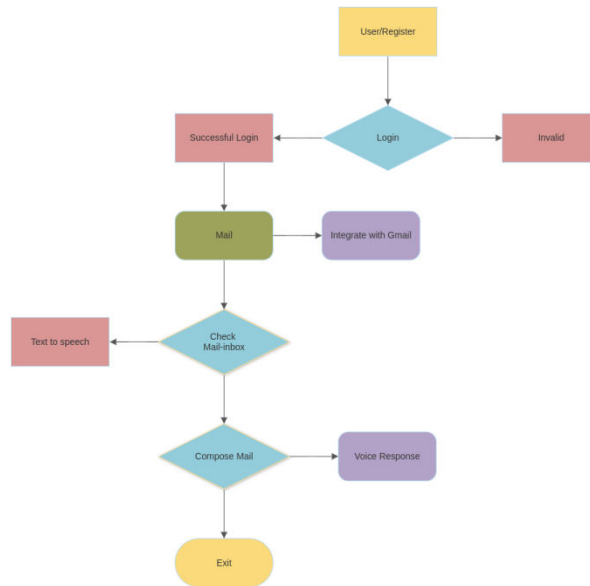 User/Register
Successful Login
Login
Invalid
Mail
Integrate with Gmail
Check
Mail-inbox
Text to speech
Compose Mail
Voice Response
Exit